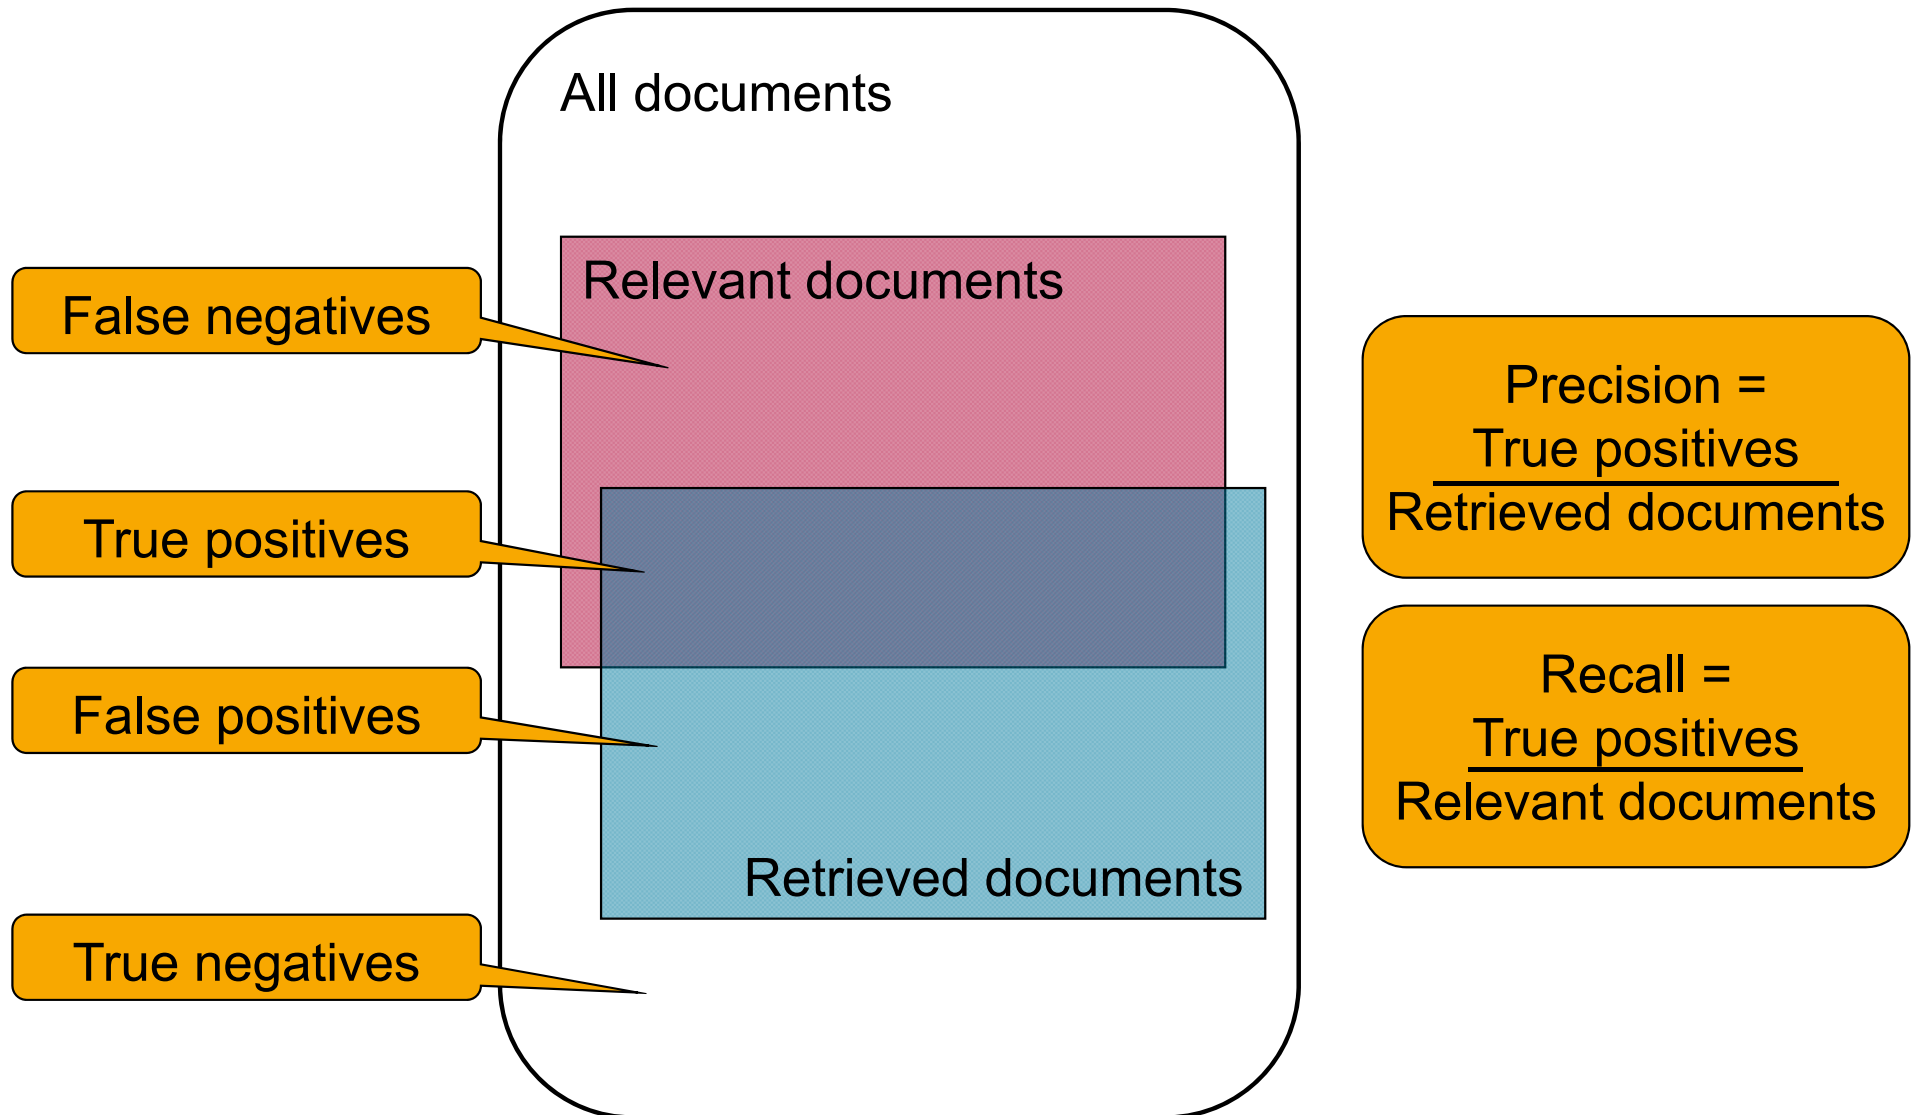 All documents
Relevant documents
False negatives
True positives
False positives
Retrieved documents
True negatives
Precision =
True positives
Retrieved documents
Recall =
True positives
Relevant documents